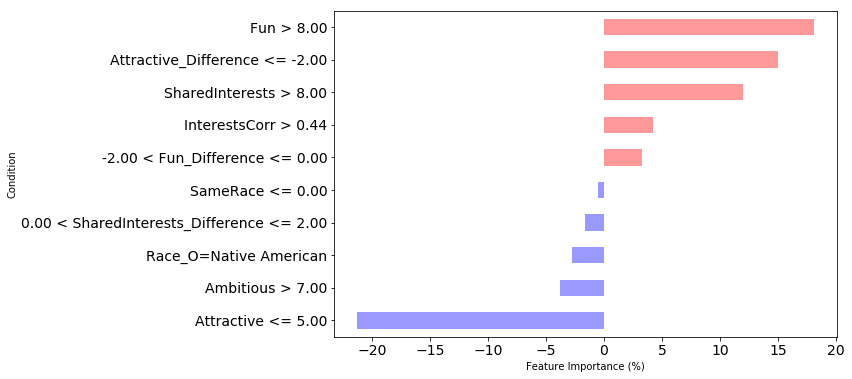 Fun > 8.00
Attractive_Difference <= -2.00
SharedInterests > 8.00
InterestsCorr > 0.44
-2.00 < Fun_Difference <= 0.00
SameRace <= 0.00
0.00 < SharedInterests_Difference <= 2.00
Race_O=Native American
Ambitious > 7.00
Attractive <= 5.00
Condition
−20 −15 −10 −5 0 5 10 15 20
Feature Importance (%)